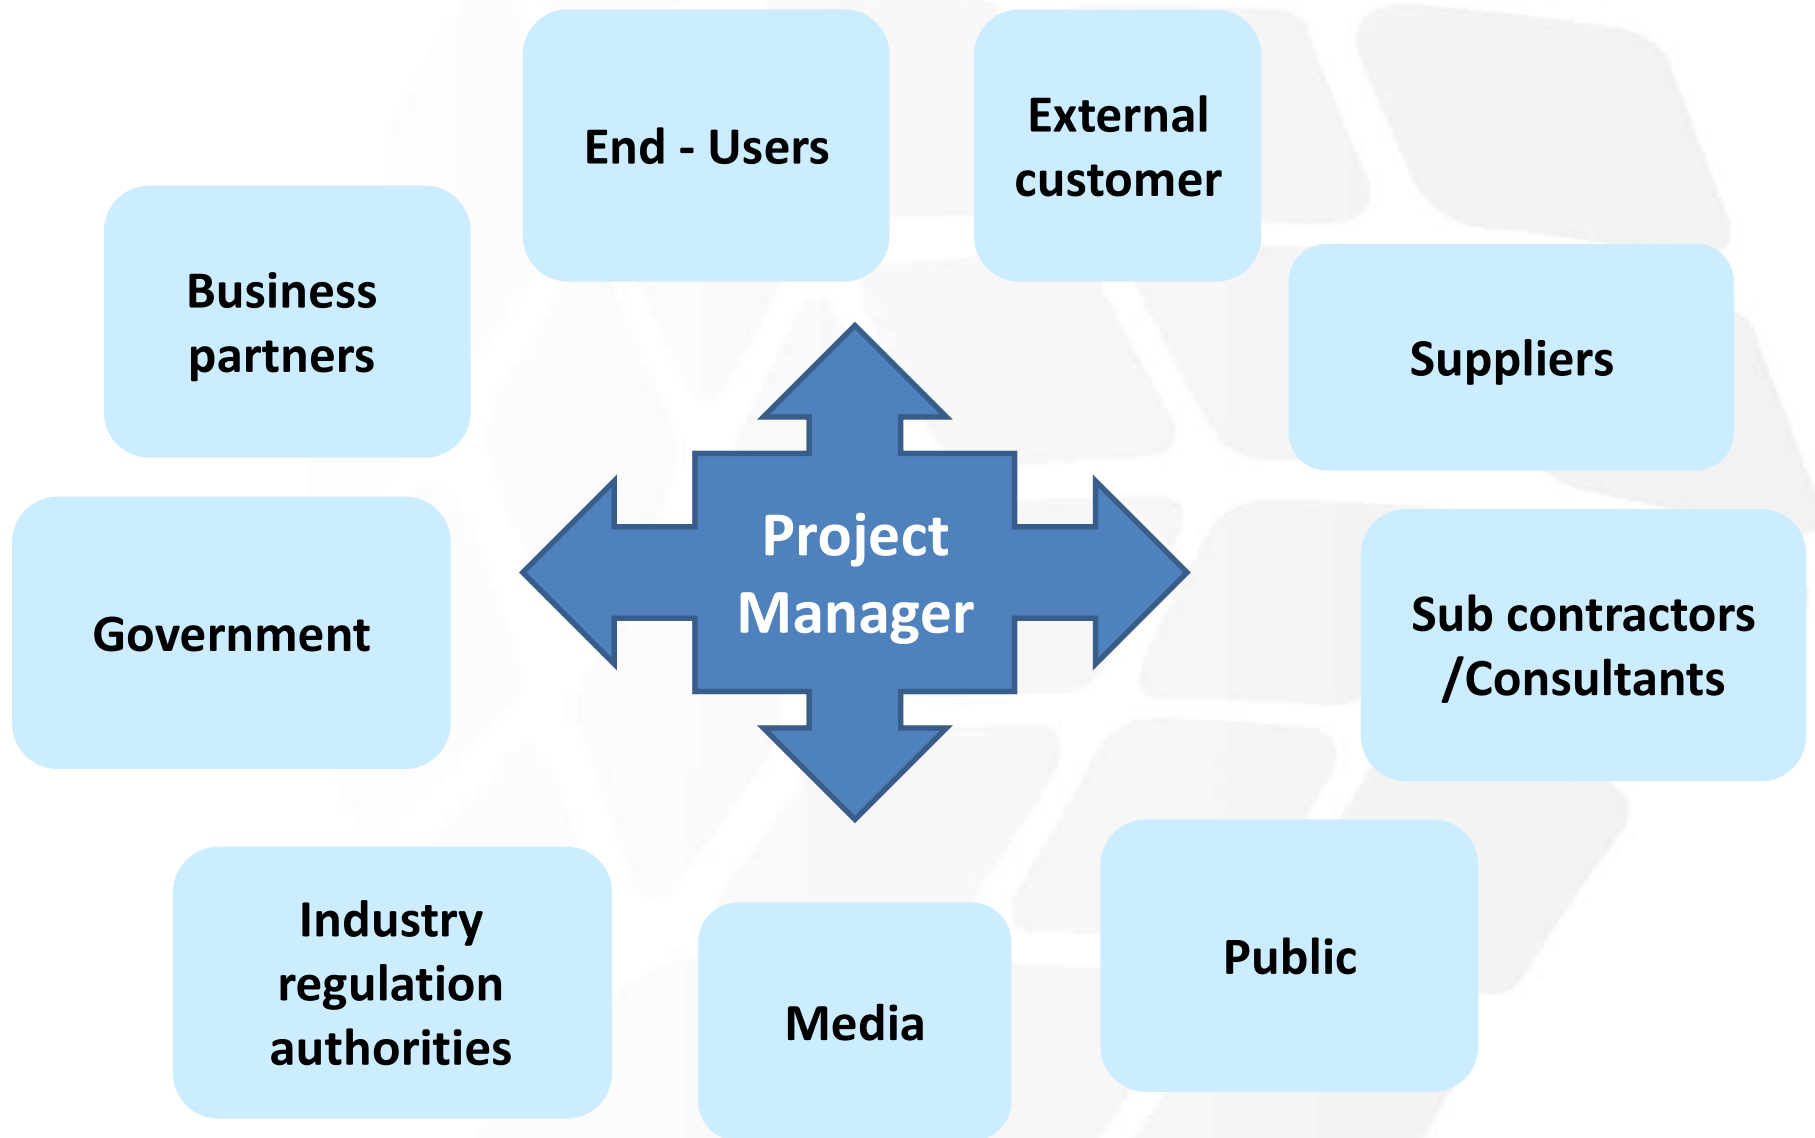 End - Users
External
customer
Business
partners
Suppliers
Project
Manager
Government
Sub contractors
/Consultants
Industry
regulation
authorities
Media
Public